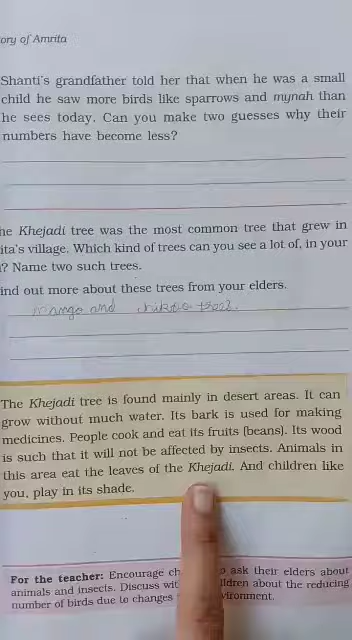 ory of Amrita
Shanti's grandfather told her that when he was a small
child he saw more birds like sparrows and mynah than
he sees today. Can you make two guesses why their
numbers have become less?
he Khejadi tree was the most common tree that grew in
ita's village. Which kind of trees can you see a lot of, in your
? Name two such trees.
ind out more about these trees from your elders.
mango and chikoo tree.
The Khejadi tree is found mainly in desert areas. It can
grow without much water. Its bark is used for making
medicines. People cook and eat its fruits (beans). Its wood
is such that it will not be affected by insects. Animals in
this area eat the leaves of the Khejadi. And children like
you, play in its shade.
For the teacher: Encourage ch o ask their elders about
animals and insects. Discuss wit ldren about the reducing
number of birds due to changes vironment.